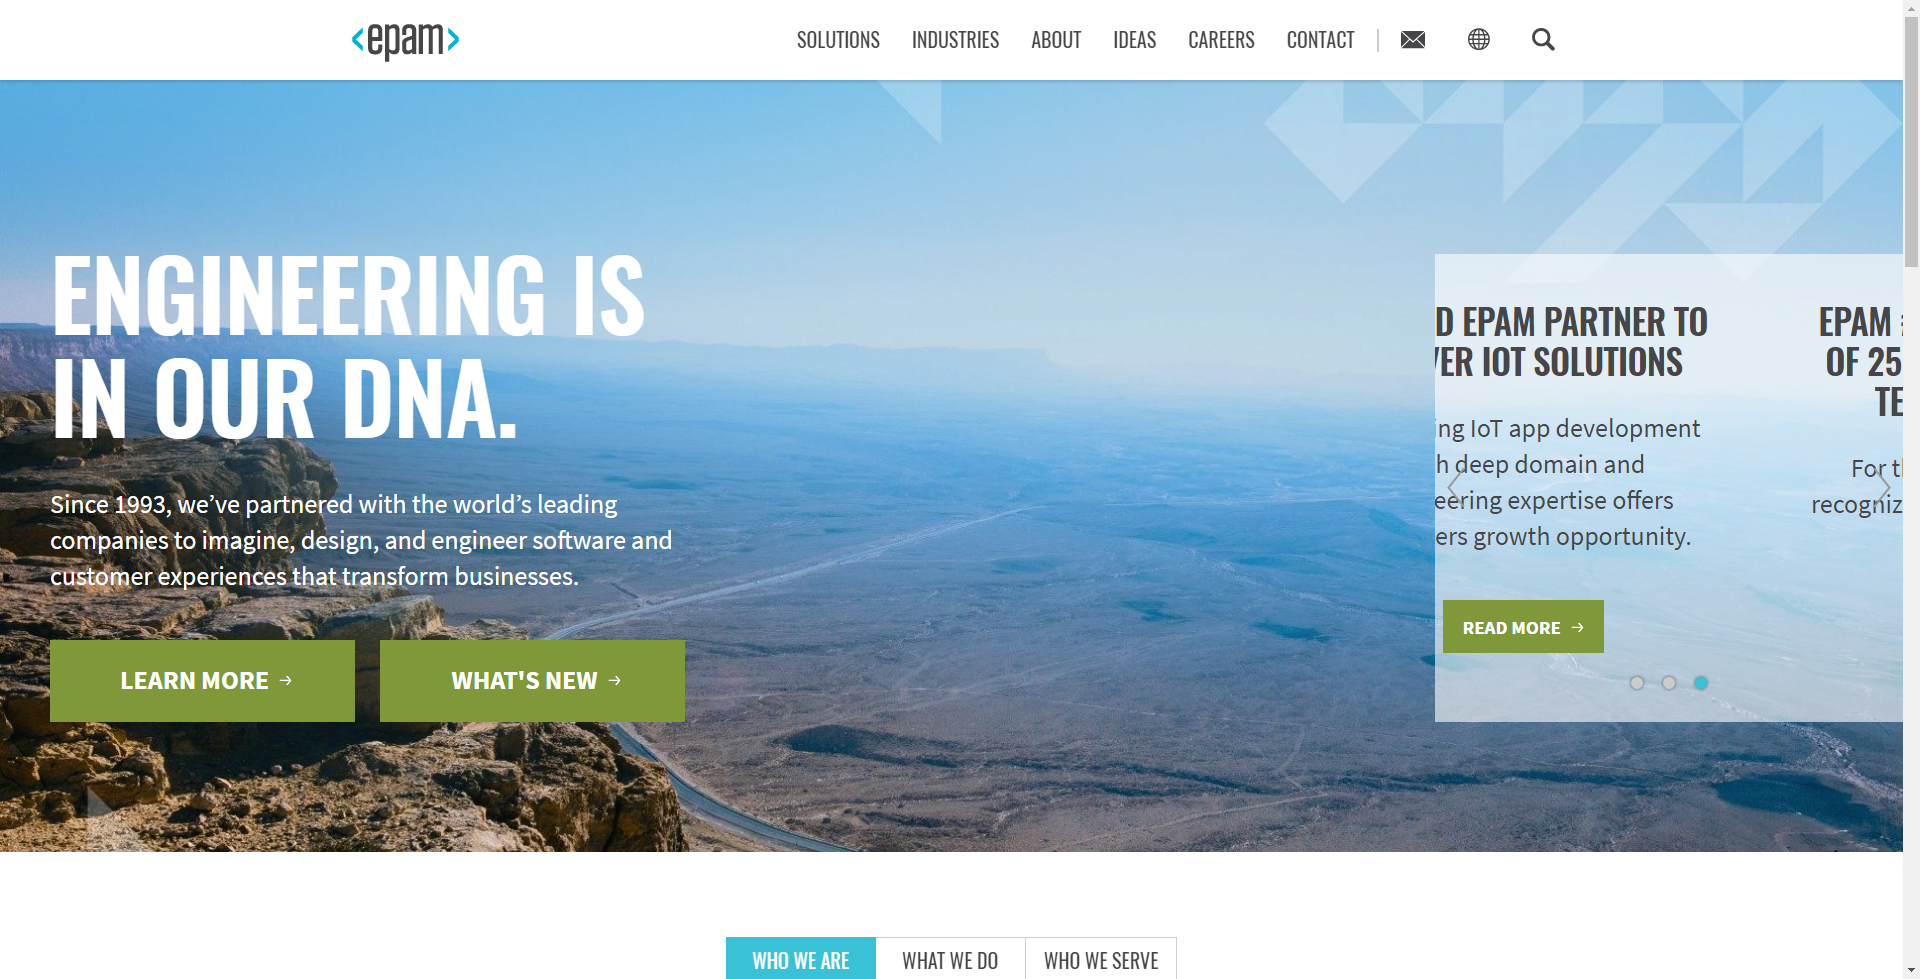 <epam>
SOLUTIONS INDUSTRIES ABOUT IDEAS CAREERS CONTACT
ENGINEERING IS
IN OUR DNA.
Since 1993, we’ve partnered with the world’s leading
companies to imagine, design, and engineer software and
customer experiences that transform businesses.
LEARN MORE →
WHAT'S NEW →
D EPAM PARTNER TO
VER IOT SOLUTIONS
ing IoT app development
h deep domain and
eering expertise offers
ers growth opportunity.
READ MORE →
EPAM
OF 25
TE
For t
recogniz
WHO WE ARE
WHAT WE DO
WHO WE SERVE